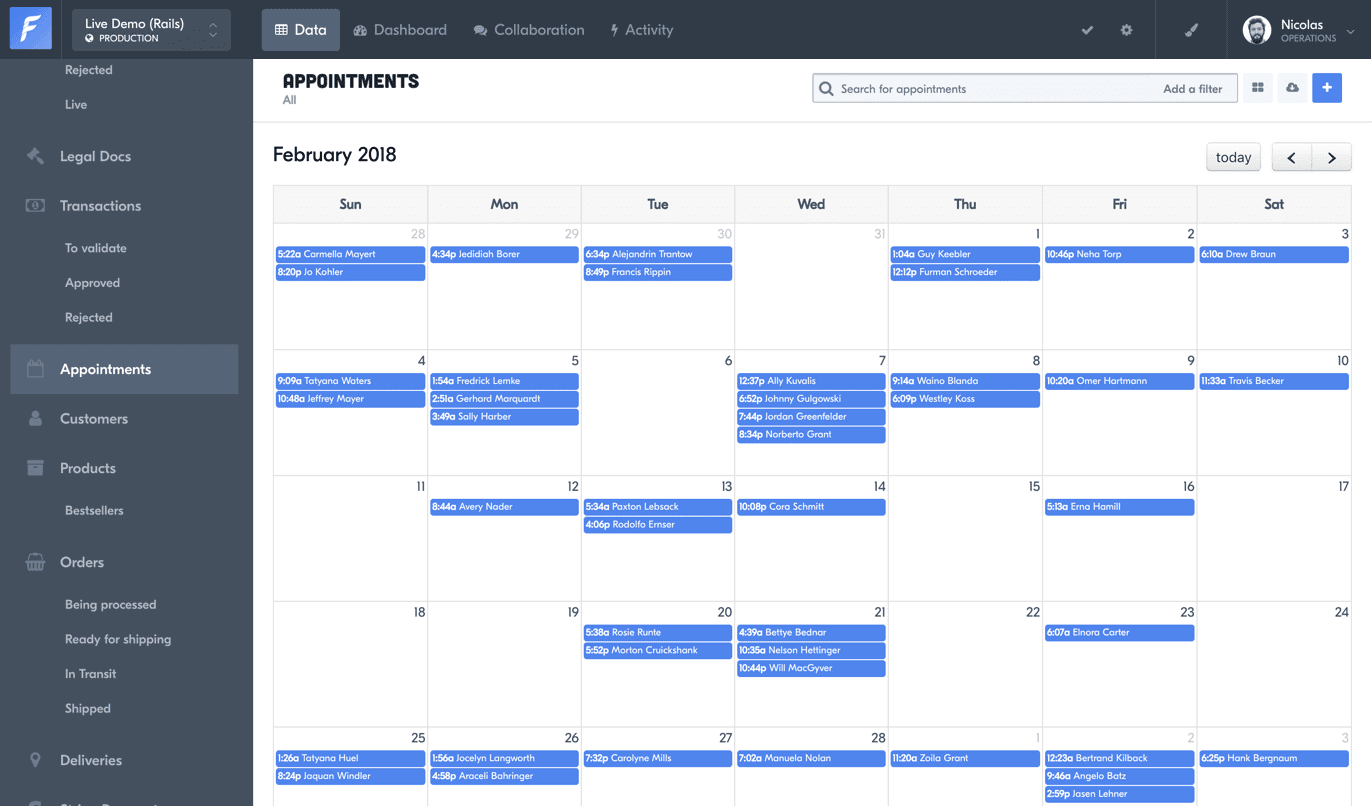 Live Demo (Rails)
PRODUCTION
Data
Dashboard
Collaboration
Activity
Nicolas
OPERATIONS
Rejected
Live
Legal Docs
Transactions
To validate
Approved
Rejected
Appointments
Customers
Products
Bestsellers
Orders
Being processed
Ready for shipping
In Transit
Shipped
Deliveries
APPOINTMENTS
All
Search for appointments
Add a filter
February 2018
today
Sun Mon Tue Wed Thu Fri Sat
28 29 30 31 1 2 3
5:22a Carmella Mayert
8:20p Jo Kohler
4:34p Jedidiah Borer
6:34p Alejandrin Trantow
8:49p Francis Rippin
1:04a Guy Keebler
12:12p Furman Schroeder
10:46p Neha Torp
6:10a Drew Braun
4 5 6 7 8 9 10
9:09a Tatyana Waters
10:48a Jeffrey Mayer
1:54a Fredrick Lemke
2:51a Gerhard Marquardt
3:49a Sally Harber
12:37p Ally Kuvalis
6:52p Johnny Gulgowski
7:44p Jordan Greenfelder
8:34p Norberto Grant
9:14a Waino Blanda
6:09p Westley Koss
10:20a Omer Hartmann
11:33a Travis Becker
11 12 13 14 15 16 17
8:44a Avery Nader
5:34a Paxton Lebsack
4:06p Rodolfo Ernser
10:08p Cora Schmitt
5:13a Erna Hamill
18 19 20 21 22 23 24
5:38a Rosie Runte
5:52p Morton Cruickshank
4:39a Bettye Bednar
10:35a Nelson Hettinger
10:44p Will MacGyver
6:07a Elnora Carter
25 26 27 28 1 2 3
1:26a Tatyana Huel
8:24p Jaquan Windler
1:56a Jocelyn Langworth
4:58p Araceli Bahringer
7:32p Carolyne Mills
7:02a Manuela Nolan
11:20a Zoila Grant
12:23a Bertrand Kilback
9:46a Angelo Batz
2:59p Jasen Lehner
6:25p Hank Bergnaum